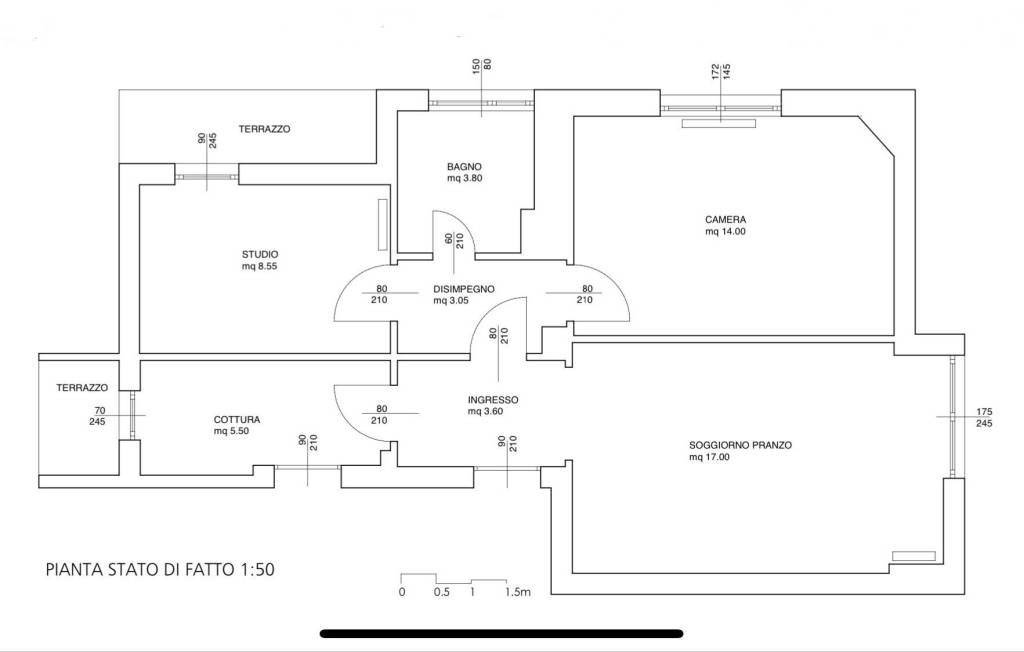 150
80
172
145
TERRAZZO
90
245
BAGNO
mq 3.80
CAMERA
mq 14.00
STUDIO
mq 8.55
60
210
80
210
DISIMPEGNO
mq 3.05
80
210
80
210
TERRAZZO
70
245
COTTURA
mq 5.50
80
210
INGRESSO
mq 3.60
175
245
90
210
90
210
SOGGIORNO PRANZO
mq 17.00
PIANTA STATO DI FATTO 1:50
0 0.5 1 1.5m